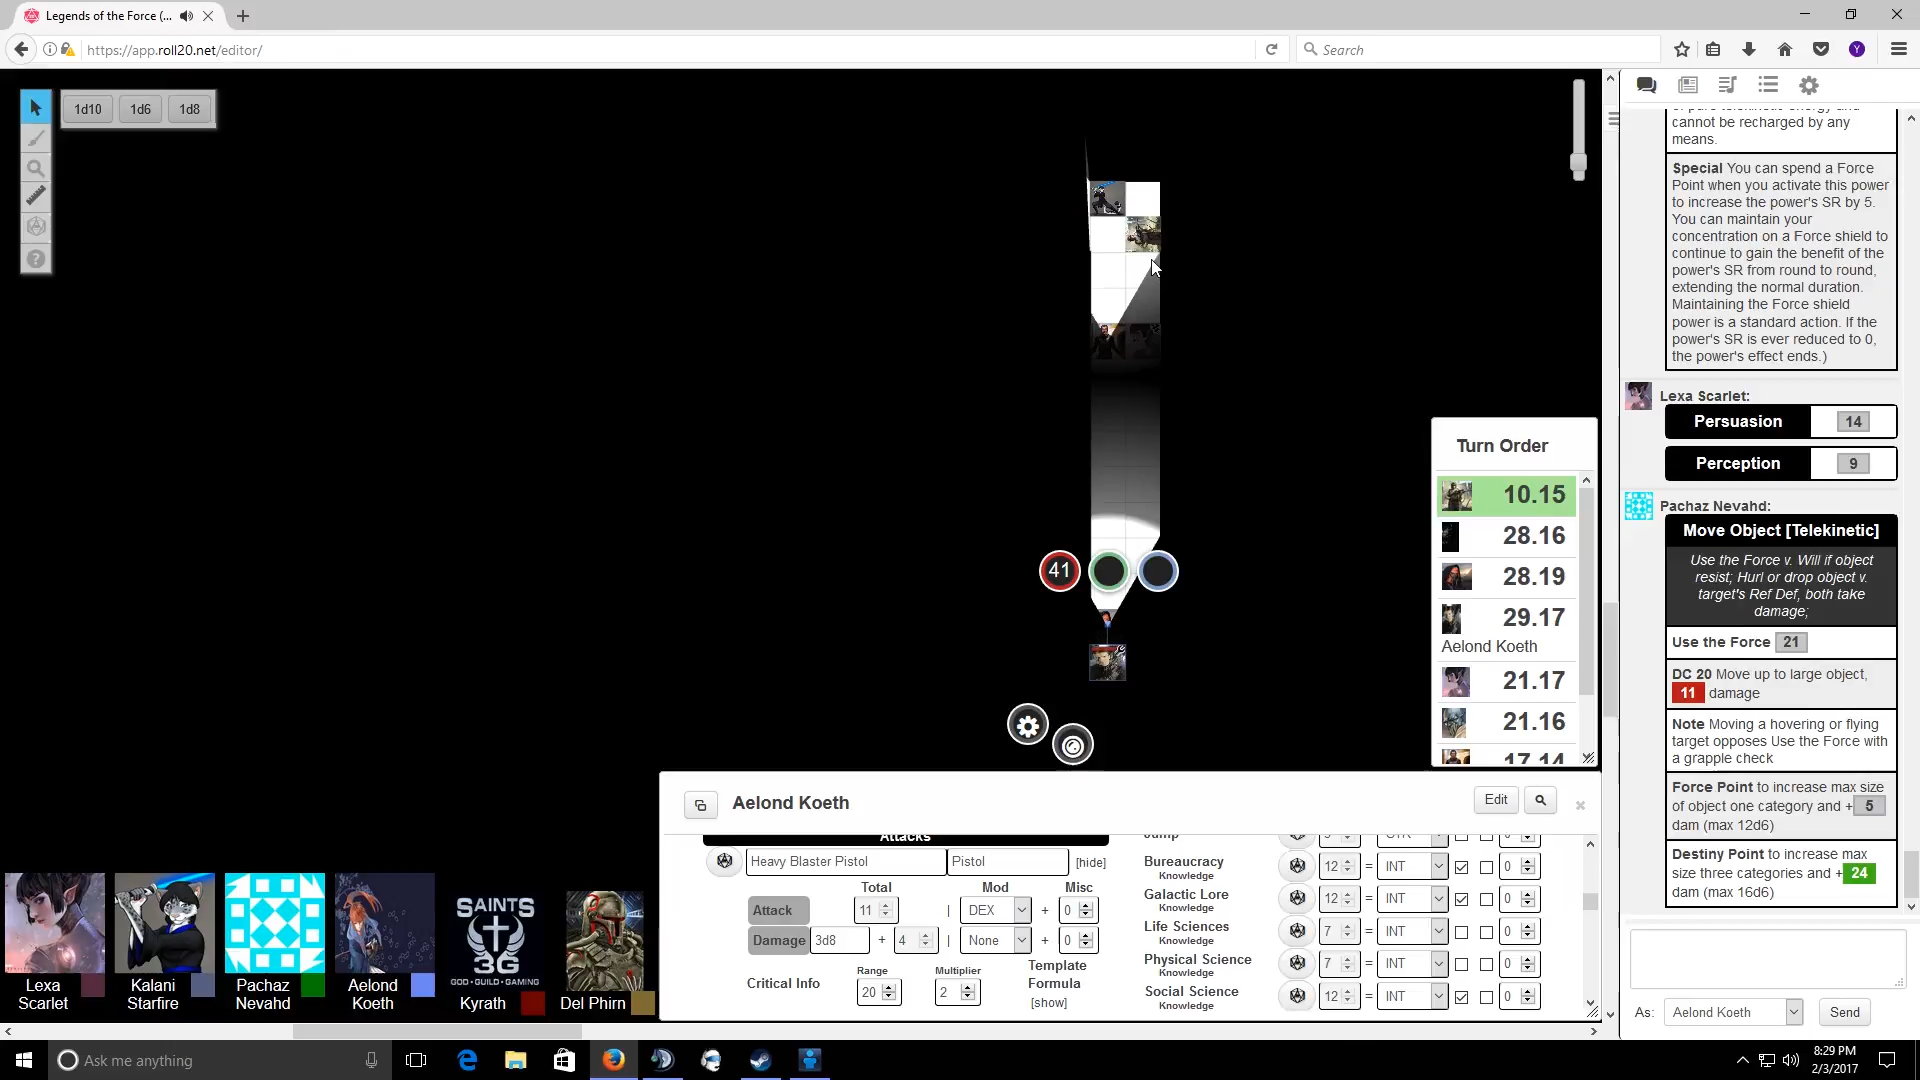 Legends of the Force (...
https://app.roll20.net/editor/
Search
1d10
1d6
1d8
cannot be recharged by any
means.
Special You can spend a Force
Point when you activate this power
to increase the power's SR by 5.
You can maintain your
concentration on a Force shield to
continue to gain the benefit of the
power's SR from round to round,
extending the normal duration.
Maintaining the Force shield
power is a standard action. If the
power's SR is ever reduced to 0,
the power's effect ends.)
Lexa Scarlet:
Persuasion 14
Perception 9
Pachaz Nevahd:
Move Object [Telekinetic]
Use the Force v. Will if object
resist; Hurl or drop object v.
target's Ref Def, both take
damage;
Use the Force 21
DC 20 Move up to large object,
11 damage
Note Moving a hovering or flying
target opposes Use the Force with
a grapple check
Force Point to increase max size
of object one category and + 5
dam (max 12d6)
Destiny Point to increase max
size three categories and + 24
dam (max 16d6)
As: Aelond Koeth
Send
Turn Order
10.15
28.16
28.19
29.17
Aelond Koeth
21.17
21.16
17.14
41
Aelond Koeth
Edit
Attacks
Heavy Blaster Pistol
Pistol
[hide]
Total
Mod
Misc
Attack
11
|
DEX
+
0
Damage
3d8
+
4
|
None
+
0
Critical Info
Range
20
Multiplier
2
Template
Formula
[show]
Jump
Bureaucracy
Knowledge
12 = INT 0
Galactic Lore
Knowledge
12 = INT 0
Life Sciences
Knowledge
7 = INT 0
Physical Science
Knowledge
7 = INT 0
Social Science
Knowledge
12 = INT 0
Lexa
Scarlet
Kalani
Starfire
Pachaz
Nevahd
Aelond
Koeth
SAINTS
3G
GOD · GUILD · GAMING
Kyrath
Del Phirn
Ask me anything
8:29 PM
2/3/2017